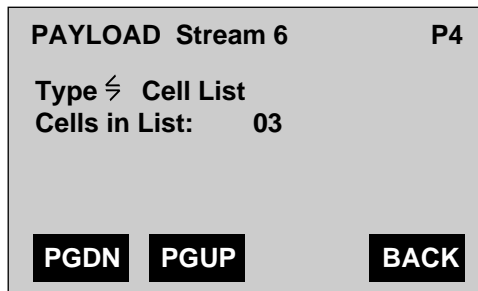 PAYLOAD Stream 6 P4
Type Cell List
Cells in List: 03
PGDN PGUP BACK